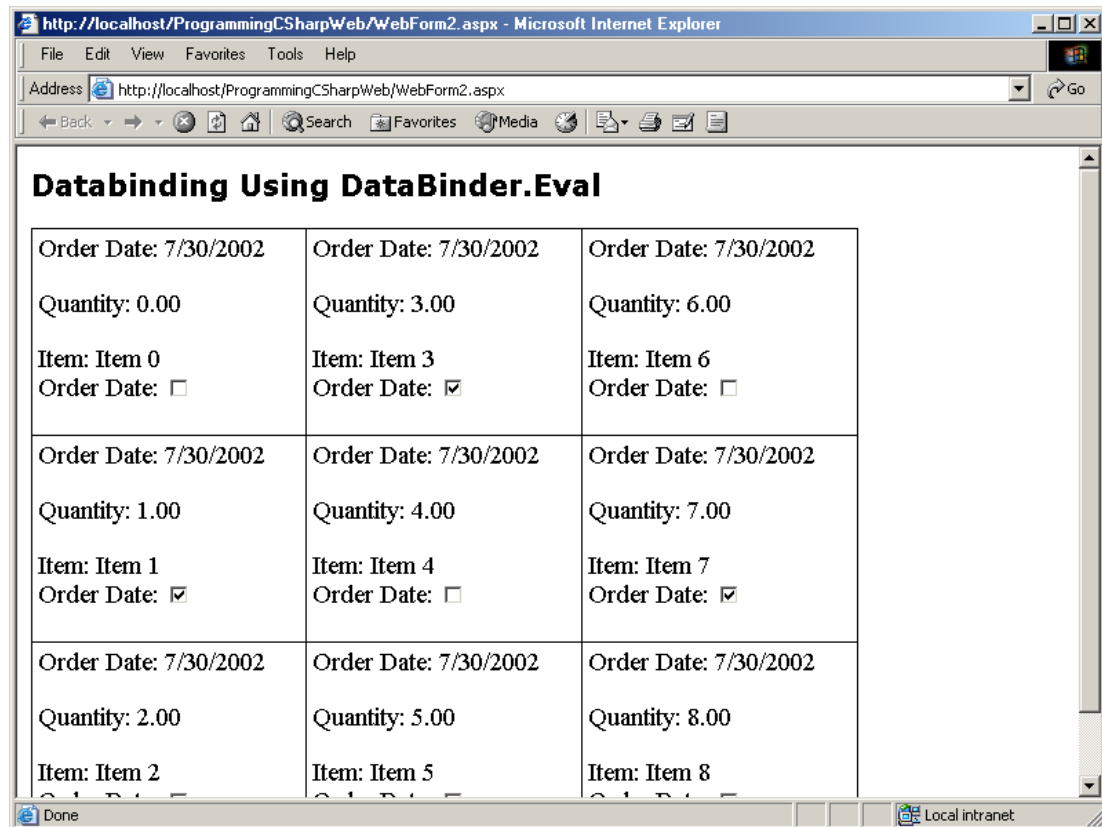 http://localhost/ProgrammingCSharpWeb/WebForm2.aspx - Microsoft Internet Explorer
File Edit View Favorites Tools Help
Address http://localhost/ProgrammingCSharpWeb/WebForm2.aspx Go
Back Search Favorites Media
Databinding Using DataBinder.Eval
Order Date: 7/30/2002 Order Date: 7/30/2002 Order Date: 7/30/2002
Quantity: 0.00 Quantity: 3.00 Quantity: 6.00
Item: Item 0 Item: Item 3 Item: Item 6
Order Date: Order Date: Order Date:
Order Date: 7/30/2002 Order Date: 7/30/2002 Order Date: 7/30/2002
Quantity: 1.00 Quantity: 4.00 Quantity: 7.00
Item: Item 1 Item: Item 4 Item: Item 7
Order Date: Order Date: Order Date:
Order Date: 7/30/2002 Order Date: 7/30/2002 Order Date: 7/30/2002
Quantity: 2.00 Quantity: 5.00 Quantity: 8.00
Item: Item 2 Item: Item 5 Item: Item 8
Done Local intranet